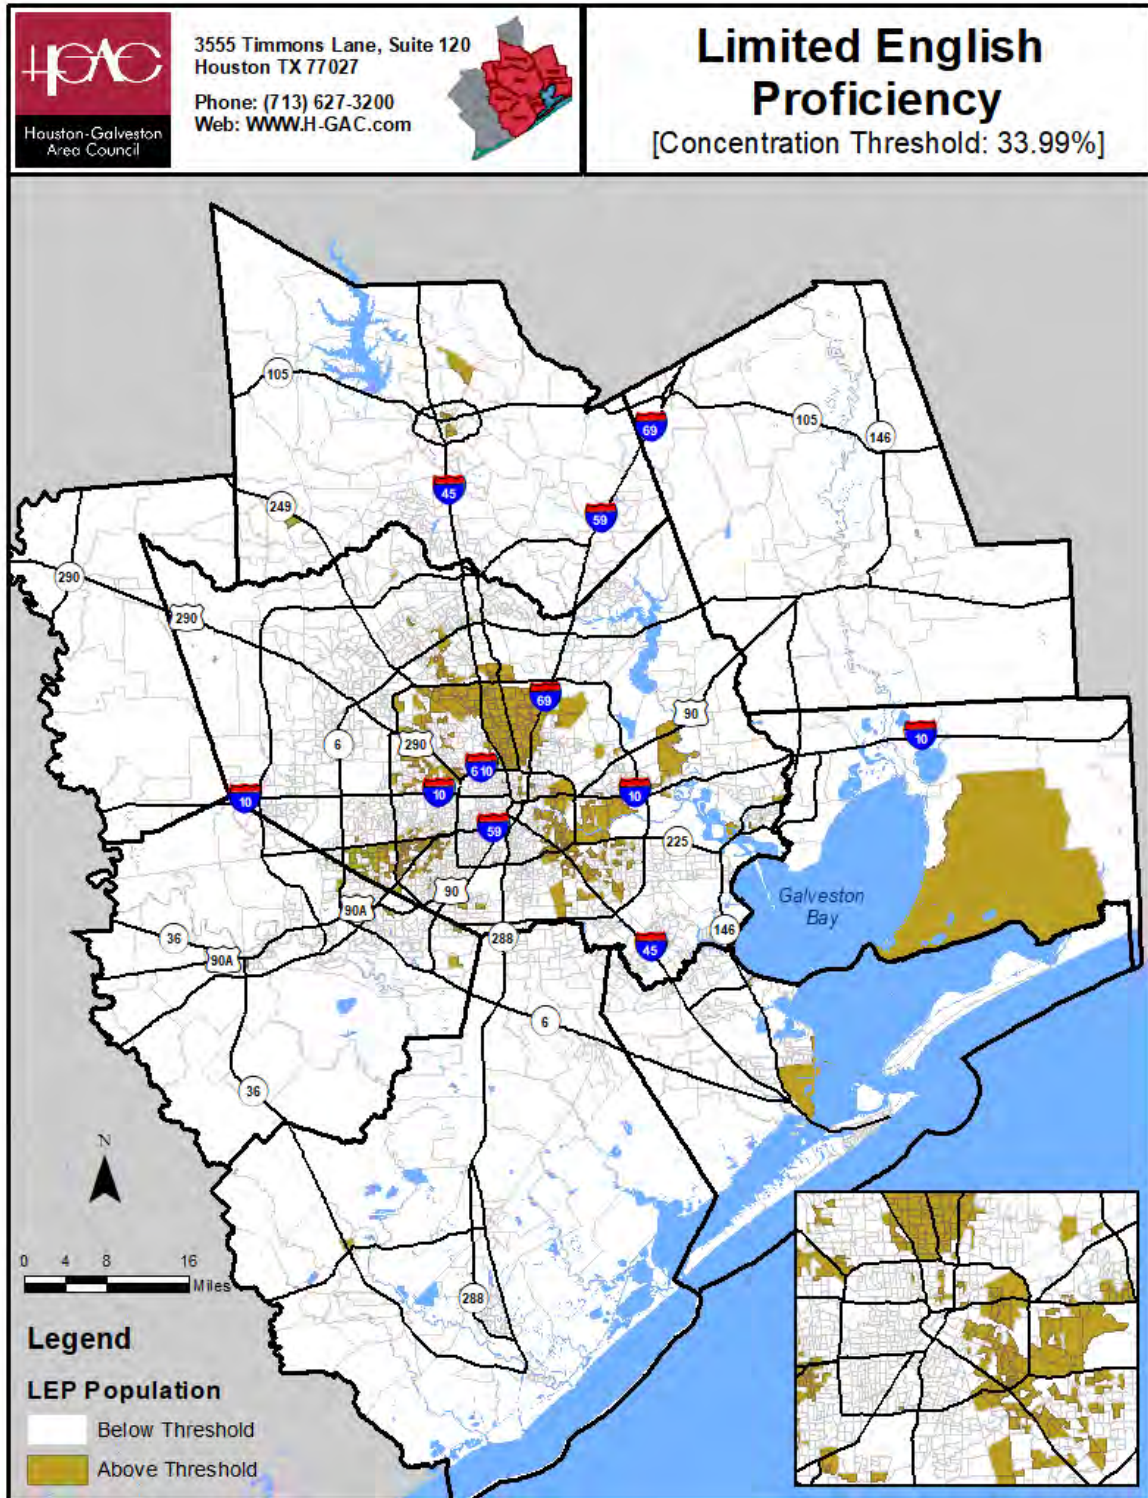 HGAC
Houston-Galveston
Area Council
3555 Timmons Lane, Suite 120
Houston TX 77027
Phone: (713) 627-3200
Web: WWW.H-GAC.com
Limited English
Proficiency
[Concentration Threshold: 33.99%]
105
69
105
146
45
249
59
290
290
69
90
6
290
610
10
10
10
10
59
225
90
Galveston
Bay
90A
36
288
146
90A
45
6
36
N
0 4 8 16
Miles
288
Legend
LEP Population
Below Threshold
Above Threshold